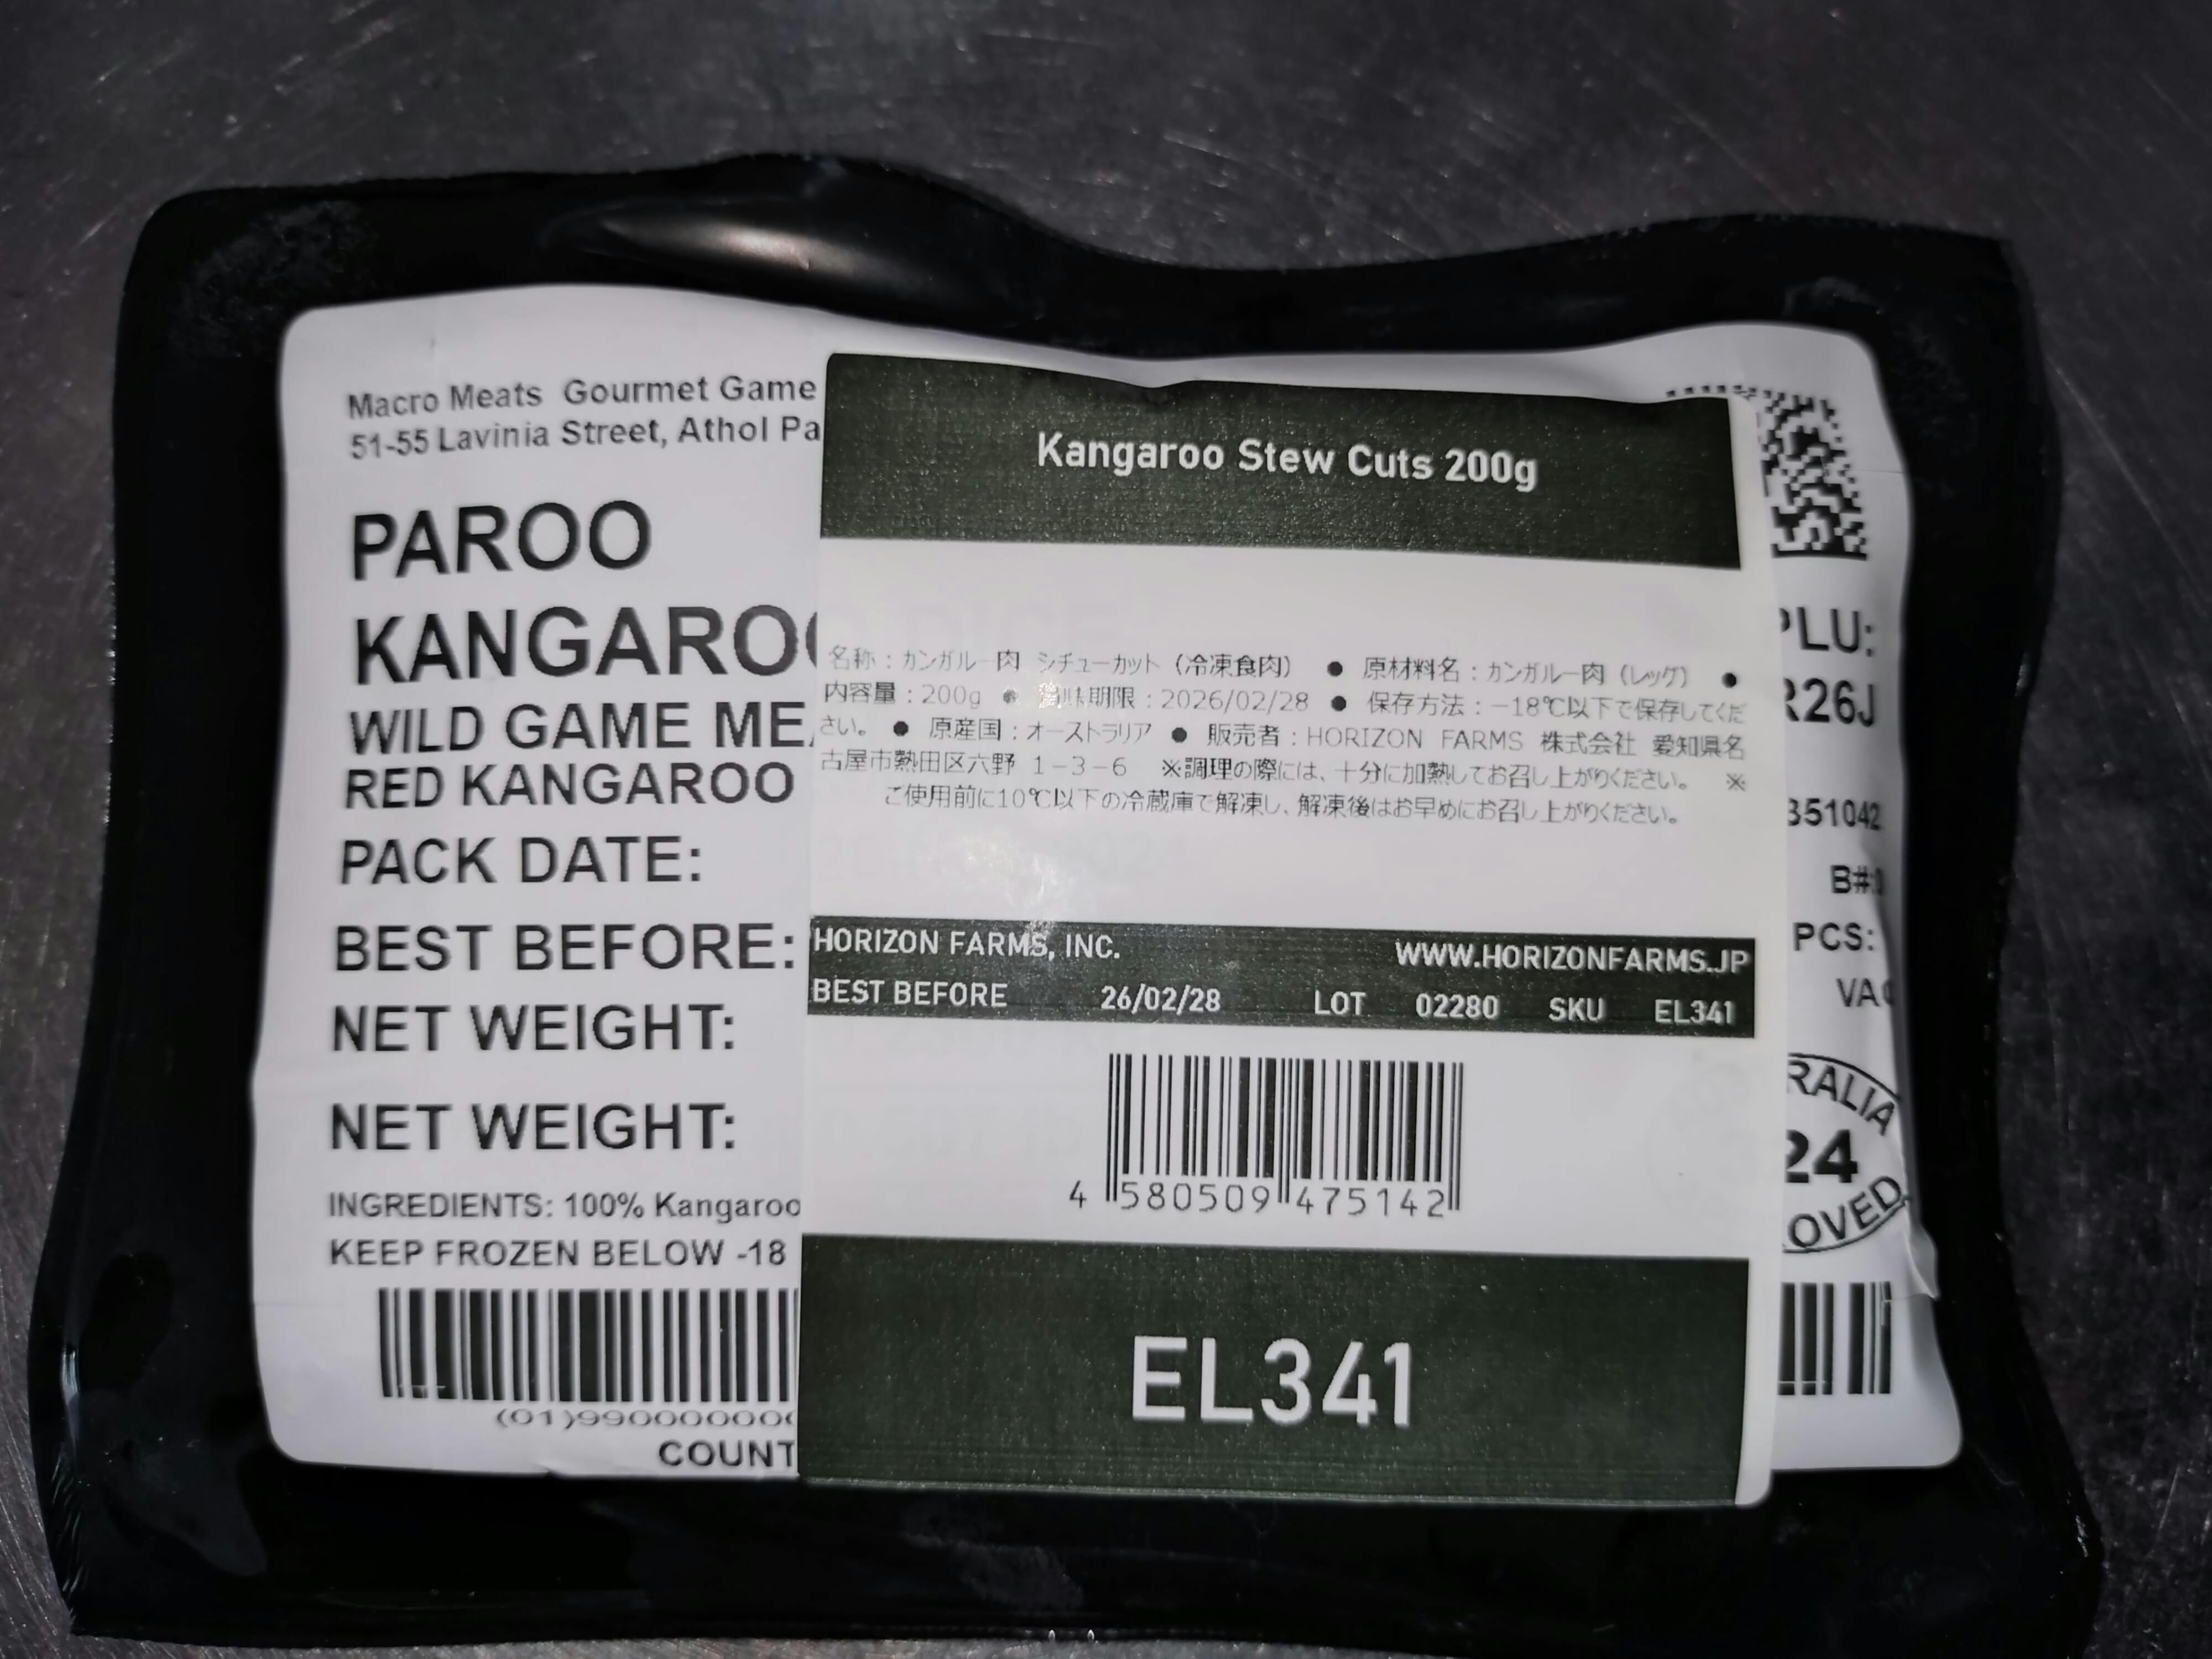 Macro Meats Gourmet Game
51-55 Lavinia Street, Athol Pa
PAROO
KANGAROO
WILD GAME MEA
RED KANGAROO
PACK DATE:
BEST BEFORE:
NET WEIGHT:
NET WEIGHT:
INGREDIENTS: 100% Kangaroo
KEEP FROZEN BELOW -18
(01)990000000
COUNT
Kangaroo Stew Cuts 200g
名称：カンガルー肉 シチューカット（冷凍食肉） ● 原材料名：カンガルー肉（レッグ） ●
内容量：200g ● 賞味期限：2026/02/28 ● 保存方法：−18℃以下で保存してくだ
さい。 ● 原産国：オーストラリア ● 販売者：HORIZON FARMS 株式会社 愛知県名
古屋市熱田区六野 1−3−6 ※調理の際には、十分に加熱してお召し上がりください。 ※
ご使用前に10℃以下の冷蔵庫で解凍し、解凍後はお早めにお召し上がりください。
HORIZON FARMS, INC. WWW.HORIZONFARMS.JP
BEST BEFORE 26/02/28 LOT 02280 SKU EL341
4 580509 475142
EL341
PLU:
R26J
351042
B#:
PCS:
VAC
RALIA
24
OVED